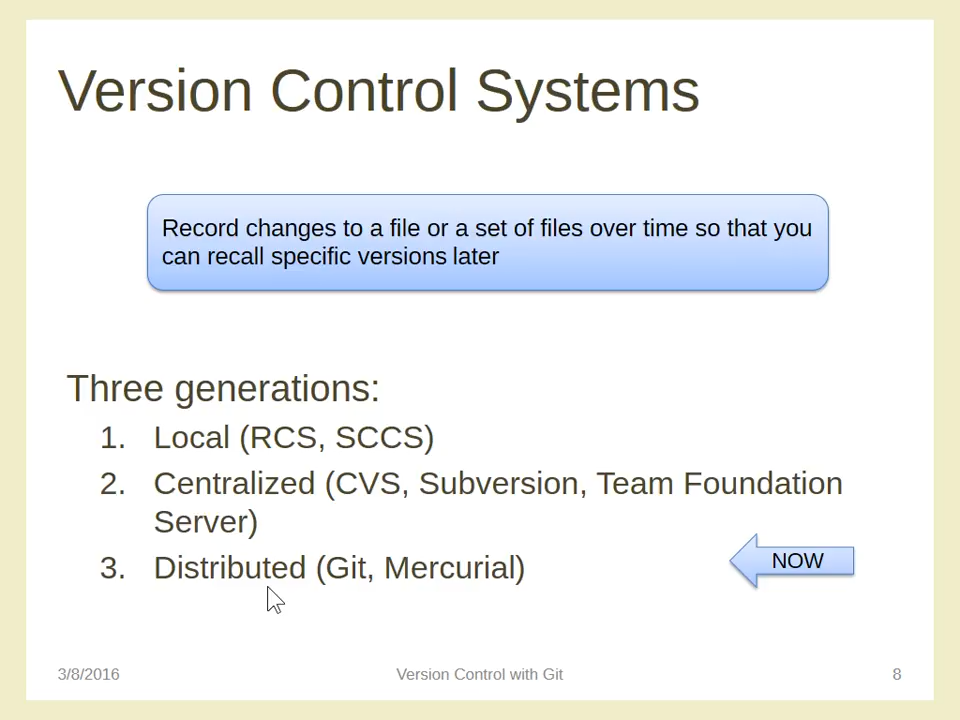 Version Control Systems
Record changes to a file or a set of files over time so that you
can recall specific versions later
Three generations:
1. Local (RCS, SCCS)
2. Centralized (CVS, Subversion, Team Foundation
Server)
3. Distributed (Git, Mercurial)
NOW
3/8/2016
Version Control with Git
8